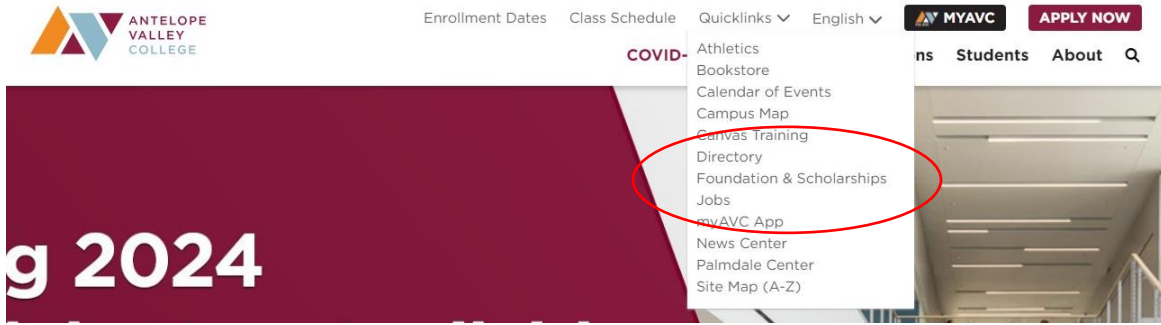 ANTELOPE
VALLEY
COLLEGE
Enrollment Dates Class Schedule Quicklinks English MYAVC APPLY NOW
COVID- ns Students About
Athletics
Bookstore
Calendar of Events
Campus Map
Canvas Training
Directory
Foundation & Scholarships
Jobs
myAVC App
News Center
Palmdale Center
Site Map (A-Z)
g 2024